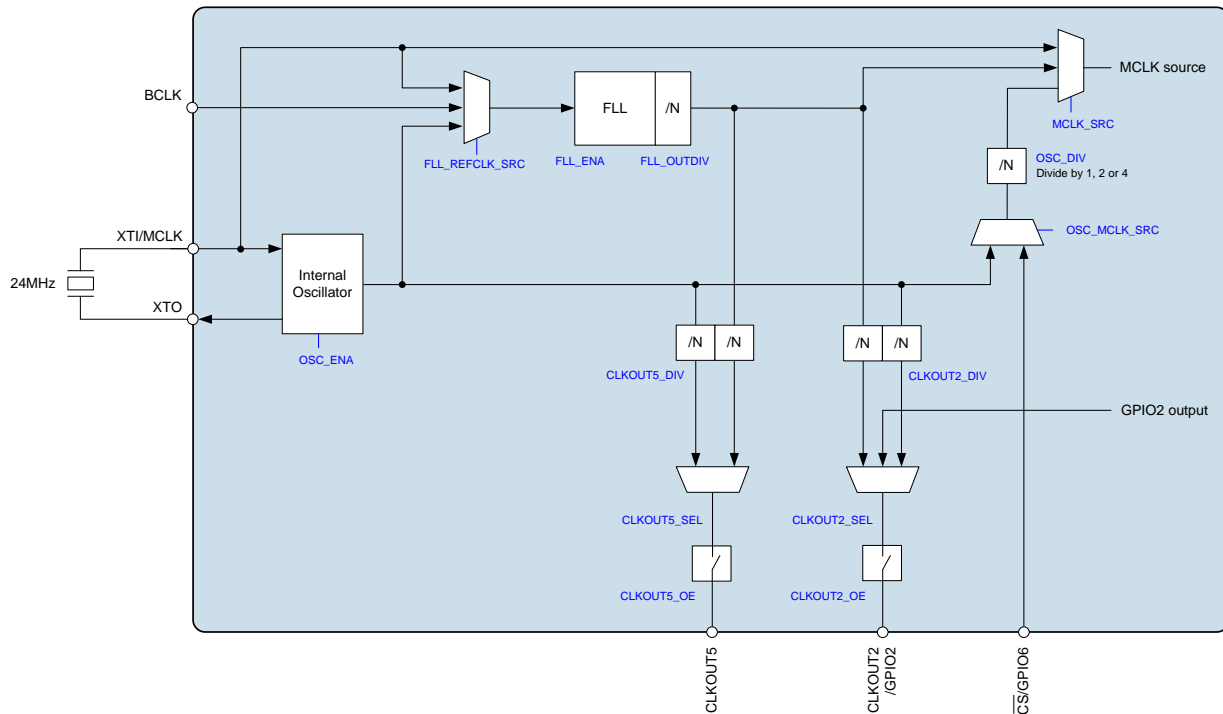 MCLK source
BCLK
FLL
/N
MCLK_SRC
FLL_REFCLK_SRC
FLL_ENA
FLL_OUTDIV
/N
OSC_DIV
Divide by 1, 2 or 4
XTI/MCLK
OSC_MCLK_SRC
24MHz
Internal
Oscillator
XTO
OSC_ENA
/N
/N
/N
/N
CLKOUT5_DIV
CLKOUT2_DIV
GPIO2 output
CLKOUT5_SEL
CLKOUT2_SEL
CLKOUT5_OE
CLKOUT2_OE
CLKOUT5
CLKOUT2
/GPIO2
C̅S̅/GPIO6